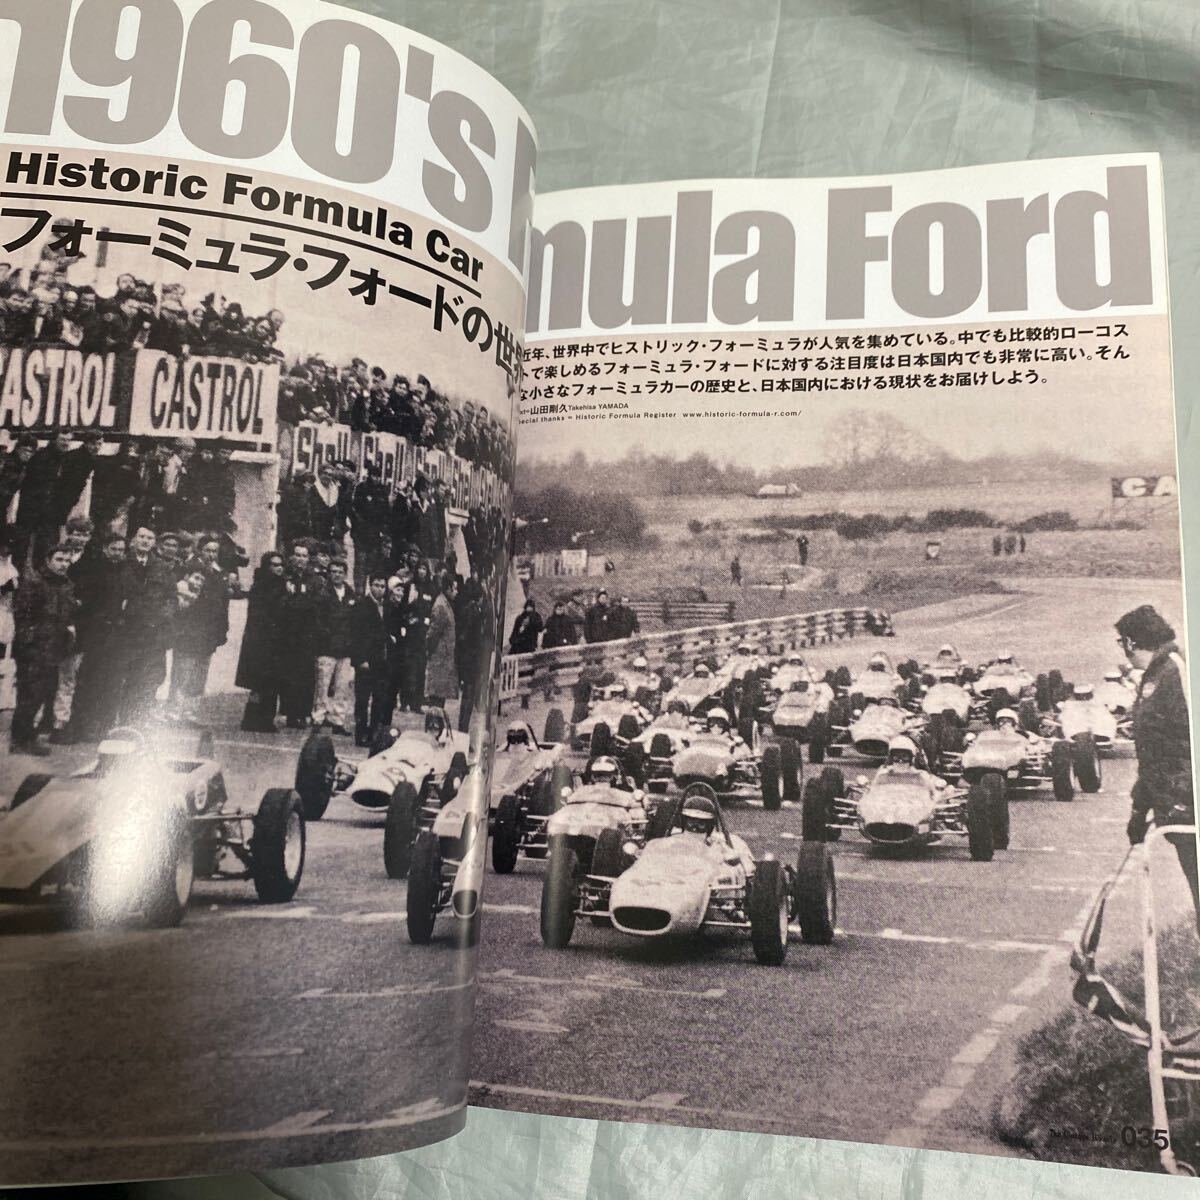 1960's
mula Ford
Historic Formula Car
フォーミュラ・フォードの世
近年、世界中でヒストリック・フォーミュラが人気を集めている。中でも比較的ローコス
トで楽しめるフォーミュラ・フォードに対する注目度は日本国内でも非常に高い。そん
な小さなフォーミュラカーの歴史と、日本国内における現状をお届けしよう。
山田剛久 Takehisa YAMADA
ecial thanks = Historic Formula Register www.historic-formula-r.com/
ASTROL CASTROL
Shell Shell Shell
CA
035